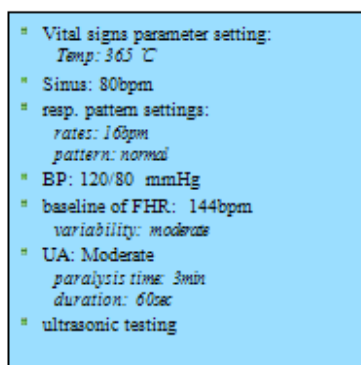 Vital signs parameter setting:
Temp: 365 ℃
Sinus: 80bpm
resp. pattern settings:
rates: 16bpm
pattern: normal
BP: 120/80 mmHg
baseline of FHR: 144bpm
variability: moderate
UA: Moderate
paralysis time: 3min
duration: 60sec
ultrasonic testing